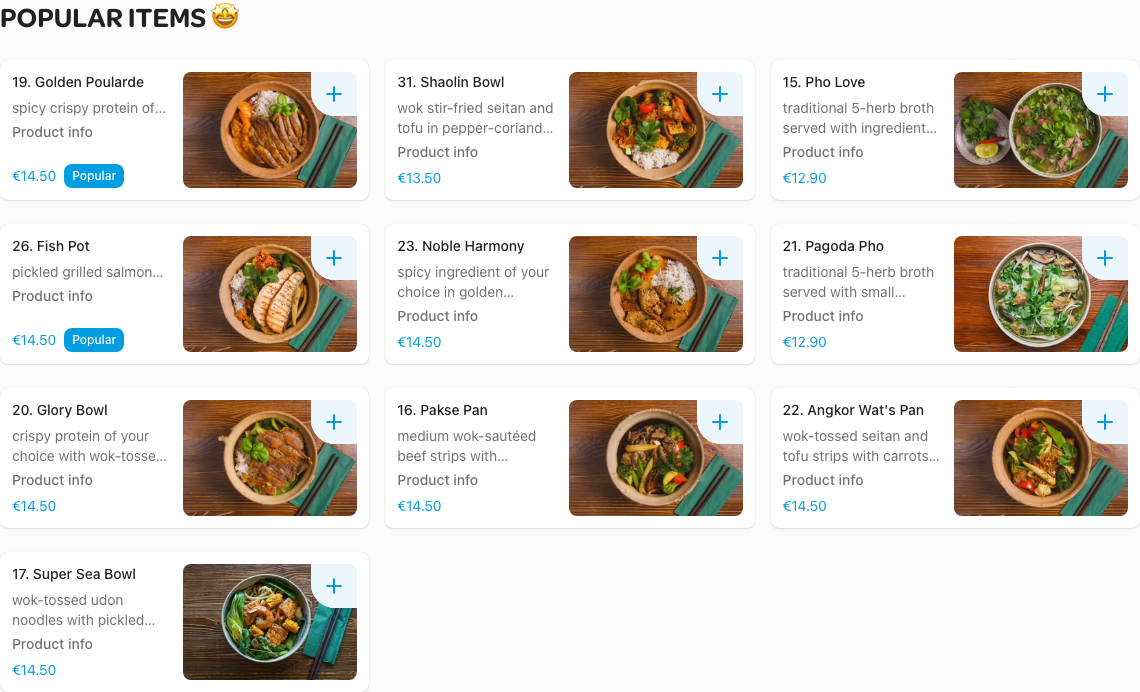 POPULAR ITEMS 🤩
19. Golden Poularde
spicy crispy protein of...
Product info
€14.50 Popular
31. Shaolin Bowl
wok stir-fried seitan and
tofu in pepper-coriand...
Product info
€13.50
15. Pho Love
traditional 5-herb broth
served with ingredient...
Product info
€12.90
26. Fish Pot
pickled grilled salmon...
Product info
€14.50 Popular
23. Noble Harmony
spicy ingredient of your
choice in golden...
Product info
€14.50
21. Pagoda Pho
traditional 5-herb broth
served with small...
Product info
€12.90
20. Glory Bowl
crispy protein of your
choice with wok-tosse...
Product info
€14.50
16. Pakse Pan
medium wok-sautéed
beef strips with...
Product info
€14.50
22. Angkor Wat's Pan
wok-tossed seitan and
tofu strips with carrots...
Product info
€14.50
17. Super Sea Bowl
wok-tossed udon
noodles with pickled...
Product info
€14.50